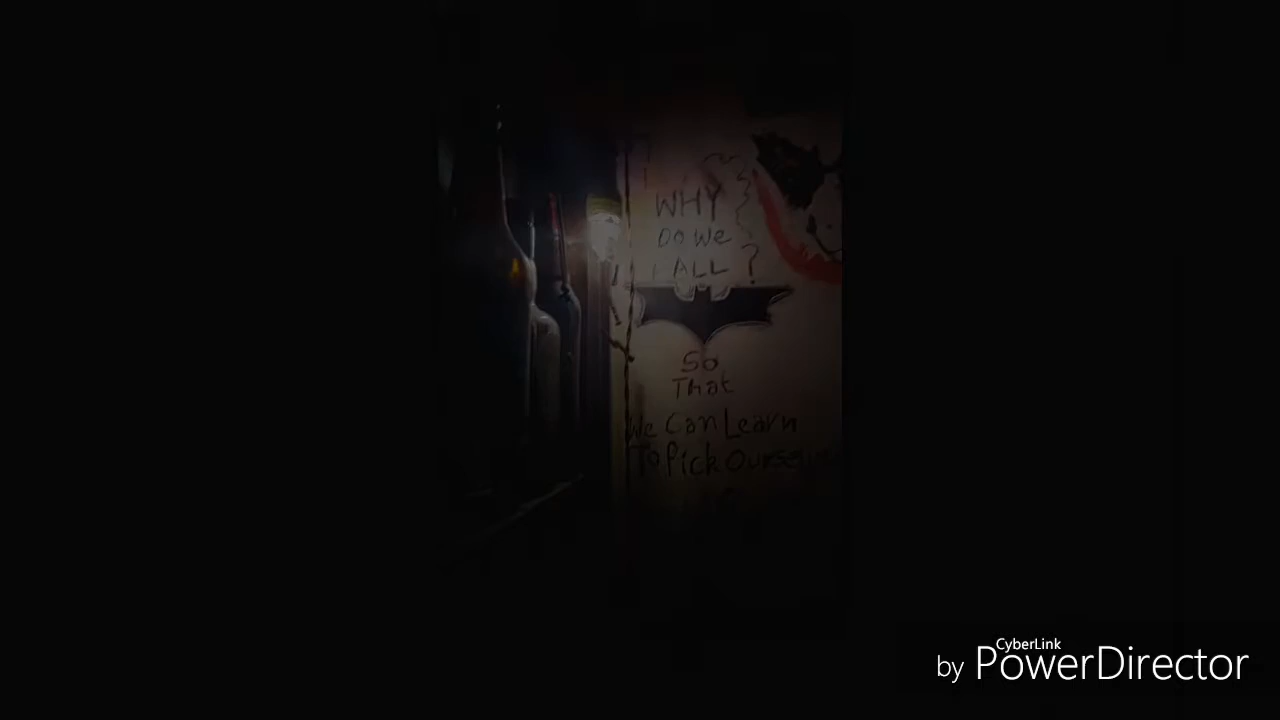 WHY
Do We
ALL ?
So
That
We Can Learn
To Pick
CyberLink
by PowerDirector